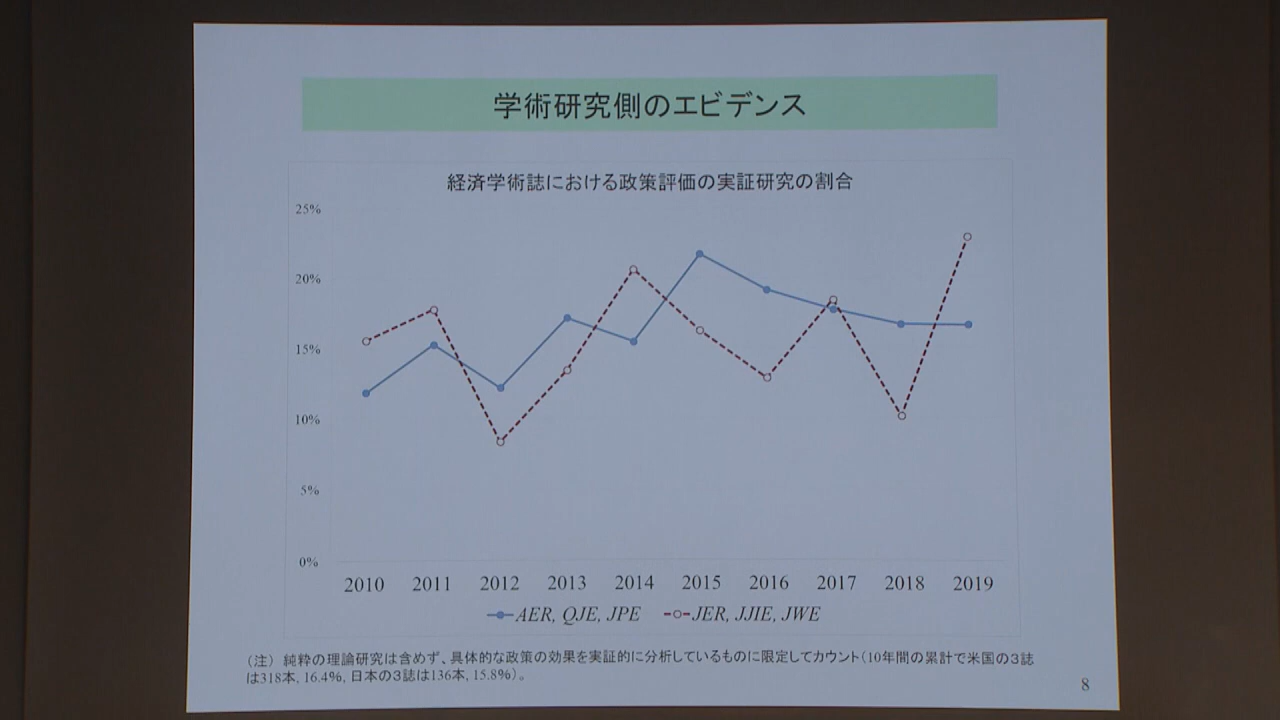 学術研究側のエビデンス
経済学術誌における政策評価の実証研究の割合
25%
20%
15%
10%
5%
0%
2010 2011 2012 2013 2014 2015 2016 2017 2018 2019
AER, QJE, JPE JER, JJIE, JWE
（注） 純粋の理論研究は含めず、具体的な政策の効果を実証的に分析しているものに限定してカウント（10年間の累計で米国の３誌
は318本, 16.4%, 日本の３誌は136本, 15.8%）。
8